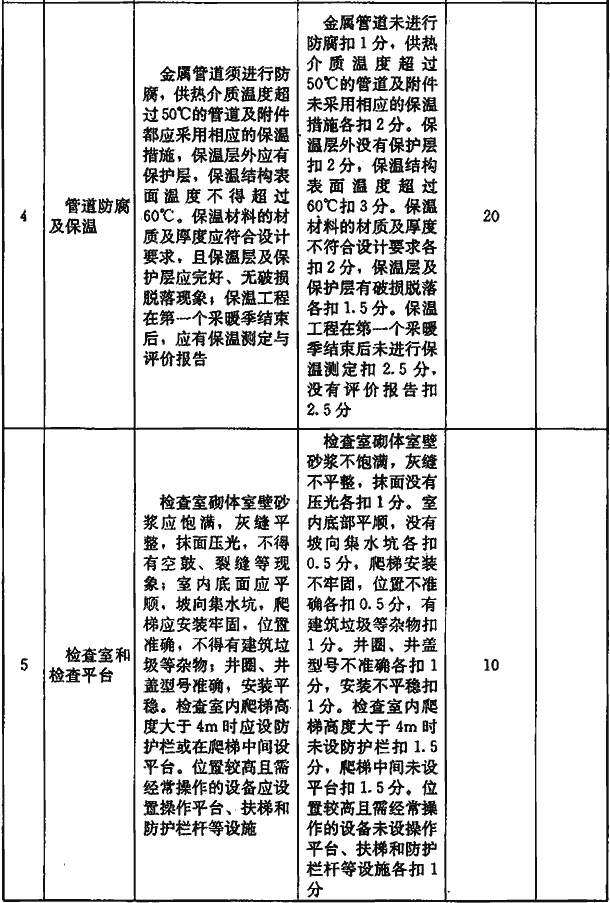 4
管道防腐
及保温
金属管道须进行防
腐，供热介质温度超
过50℃的管道及附件
都应采用相应的保温
措施，保温层外应有
保护层，保温结构表
面温度不得超过
60℃。保温材料的材
质及厚度应符合设计
要求，且保温层及保
护层应完好、无破损
脱落现象；保温工程
在第一个采暖季结束
后，应有保温测定与
评价报告
金属管道未进行
防腐扣1分，供热
介质温度超过
50℃的管道及附件
未采用相应的保温
措施各扣2分。保
温层外没有保护层
扣2分，保温结构
表面温度超过
60℃扣3分。保温
材料的材质及厚度
不符合设计要求各
扣2分，保温层及
保护层有破损脱落
各扣1.5分。保温
工程在第一个采暖
季结束后未进行保
温测定扣2.5分，
没有评价报告扣
2.5分
20
5
检查室和
检查平台
检查室砌体室壁砂
浆应饱满，灰缝平
整，抹面压光，不得
有空鼓、裂缝等现
象；室内底面应平
顺，坡向集水坑，爬
梯应安装牢固，位置
准确，不得有建筑垃
圾等杂物；井圈、井
盖型号准确，安装平
稳。检查室内爬梯高
度大于4m时应设防
护栏或在爬梯中间设
平台。位置较高且需
经常操作的设备应设
置操作平台、扶梯和
防护栏杆等设施
检查室砌体室壁
砂浆不饱满，灰缝
不平整，抹面没有
压光各扣1分。室
内底部平顺，没有
坡向集水坑各扣
0.5分，爬梯安装
不牢固，位置不准
确各扣0.5分，有
建筑垃圾等杂物扣
1分。井圈、井盖
型号不准确各扣1
分，安装不平稳扣
1分。检查室内爬
梯高度大于4m时
未设防护栏扣1.5
分，爬梯中间未设
平台扣1.5分。位
置较高且需经常操
作的设备未设操作
平台、扶梯和防护
栏杆等设施各扣1
分
10